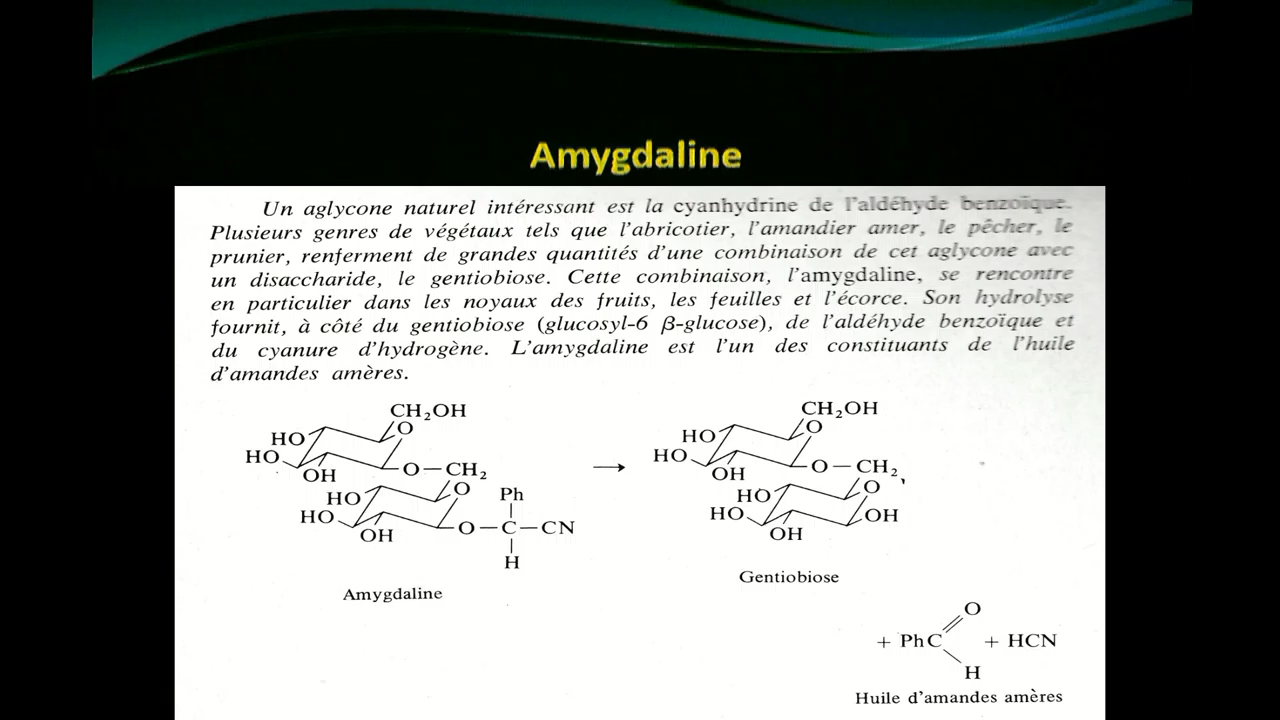 Amygdaline
Un aglycone naturel intéressant est la cyanhydrine de l'aldéhyde benzoïque.
Plusieurs genres de végétaux tels que l'abricotier, l'amandier amer, le pêcher, le
prunier, renferment de grandes quantités d'une combinaison de cet aglycone avec
un disaccharide, le gentiobiose. Cette combinaison, l'amygdaline, se rencontre
en particulier dans les noyaux des fruits, les feuilles et l'écorce. Son hydrolyse
fournit, à côté du gentiobiose (glucosyl-6 β-glucose), de l'aldéhyde benzoïque et
du cyanure d'hydrogène. L'amygdaline est l'un des constituants de l'huile
d'amandes amères.
CH₂OH
O
HO
HO
OH
O—CH₂
HO
O
HO
OH
Ph
O—C—CN
H
Amygdaline
→
CH₂OH
O
HO
HO
OH
O—CH₂,
HO
O
HO
OH
OH
Gentiobiose
O
+ PhC
+ HCN
H
Huile d'amandes amères